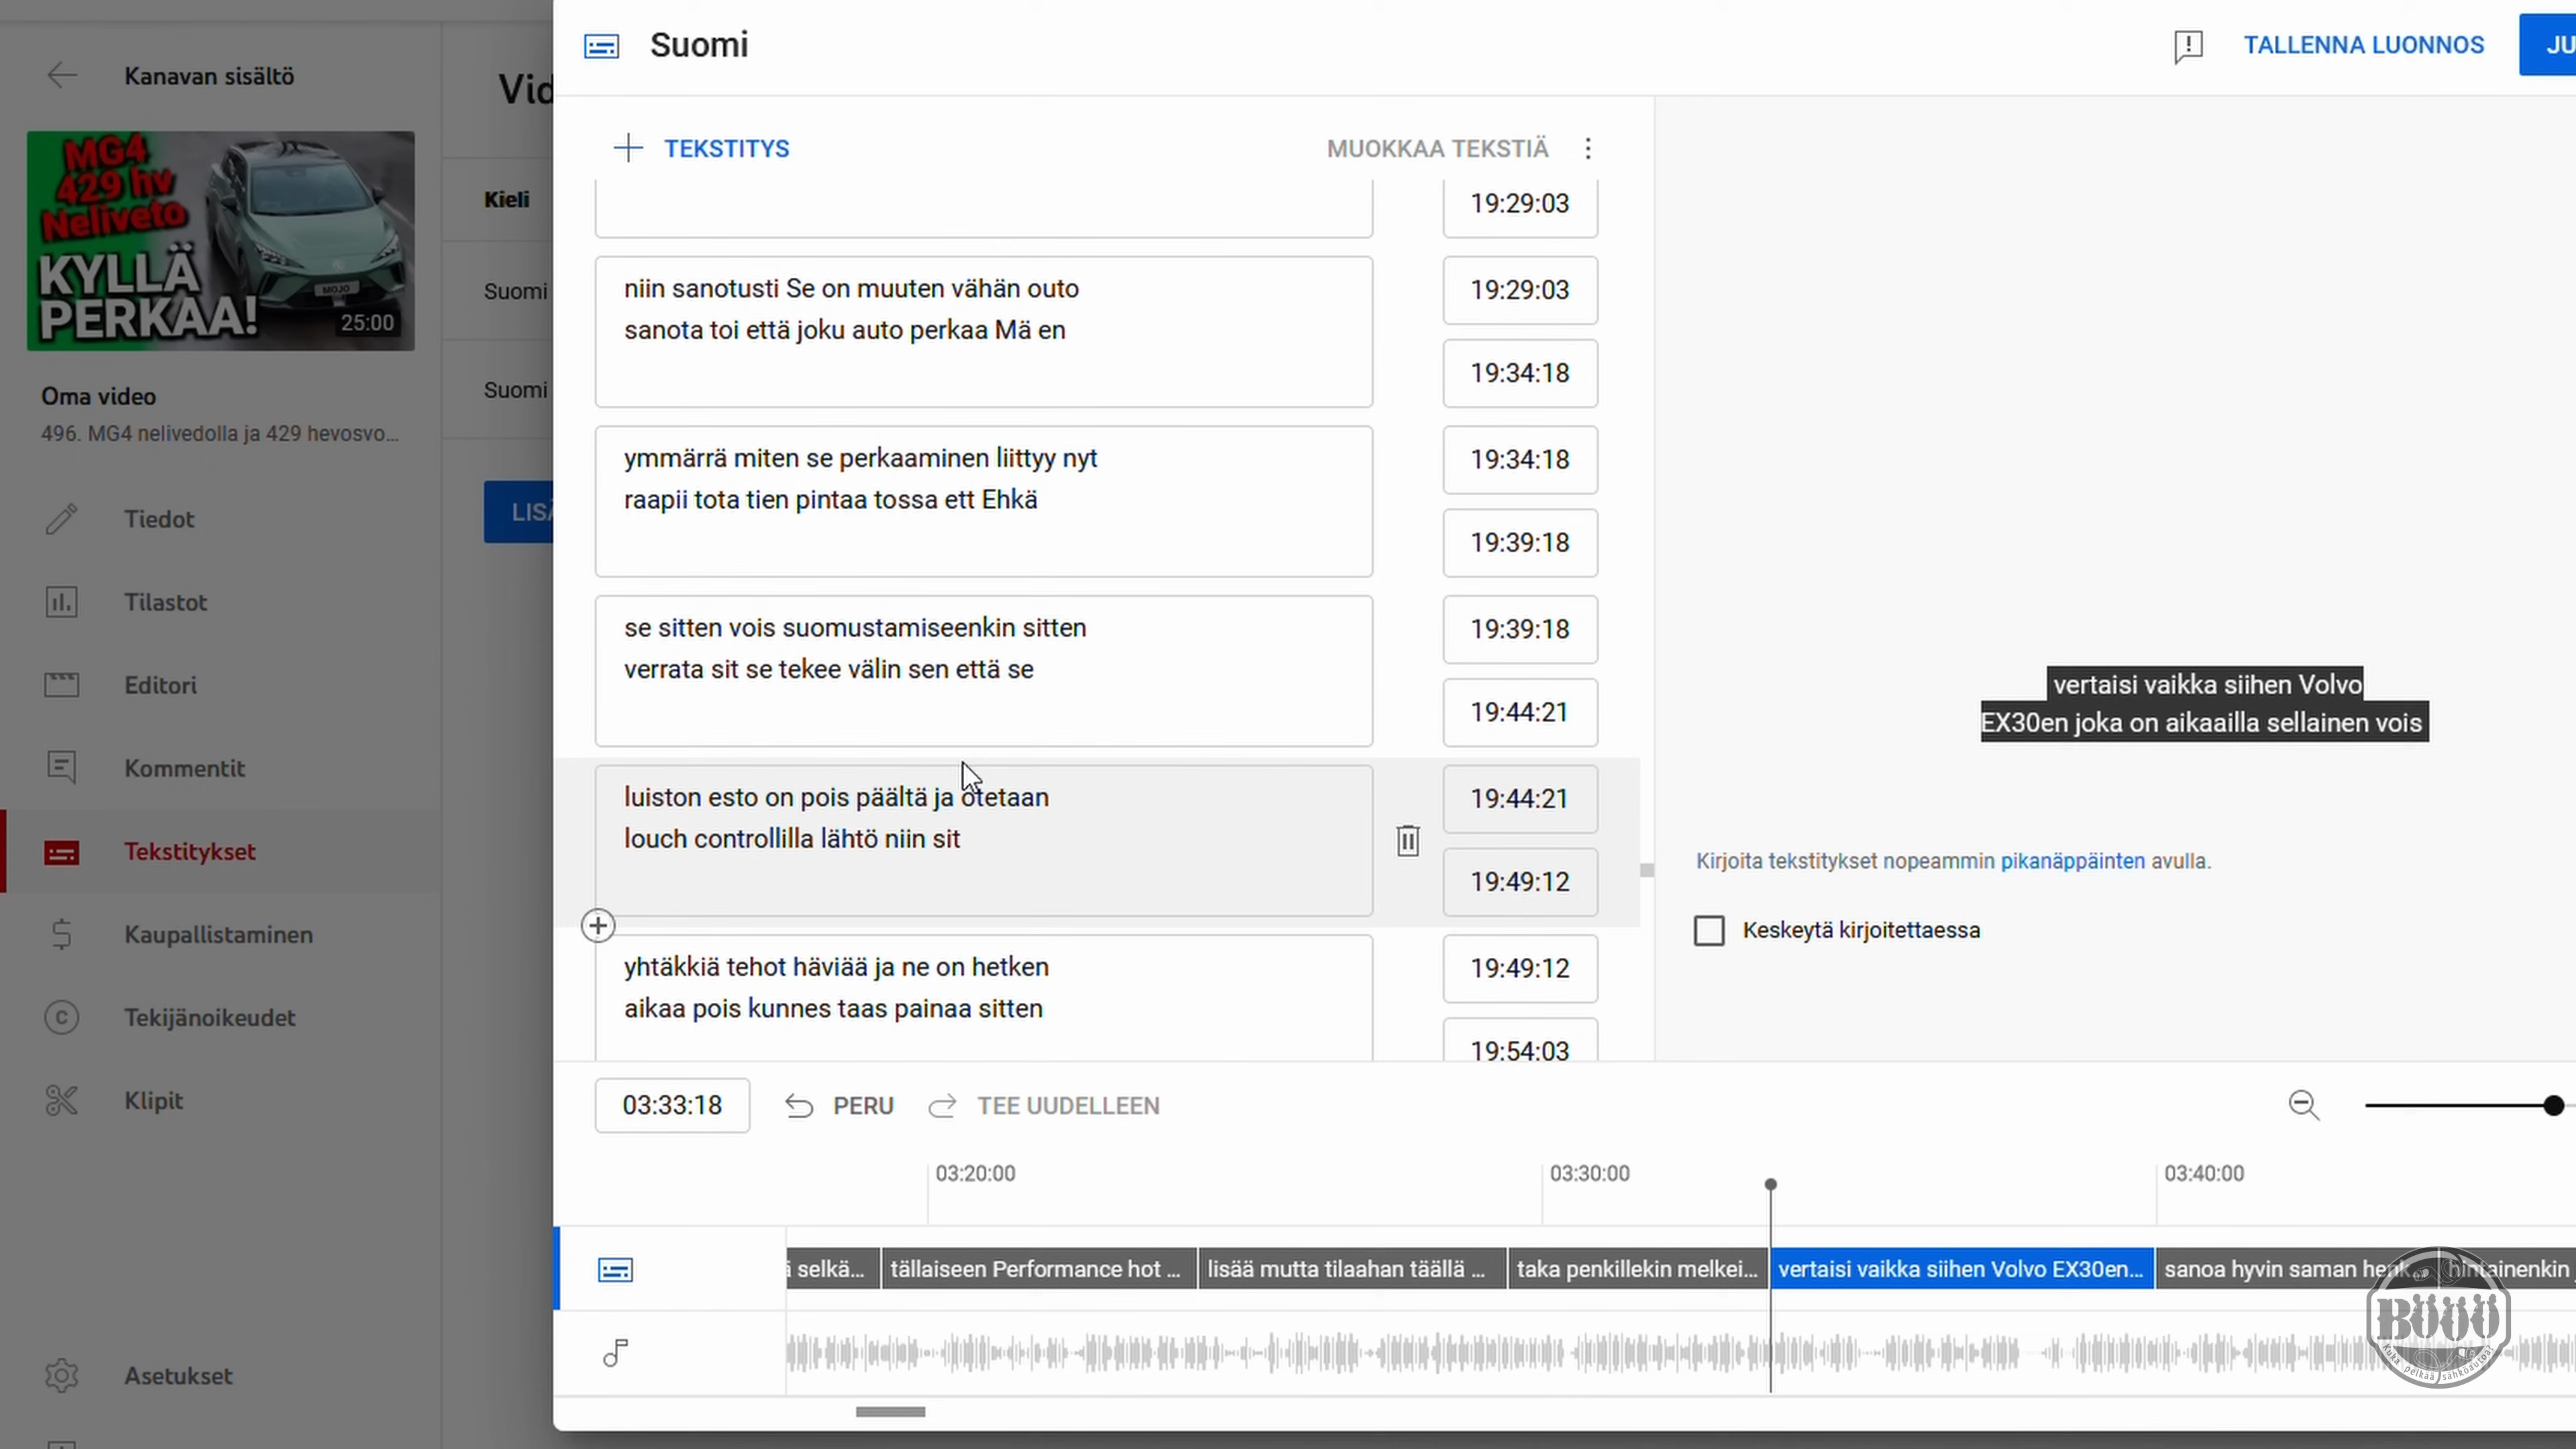 Kanavan sisältö
MG4
429 hv
Neliveto
KYLLÄ
PERKAA!
MOJO
25:00
Oma video
496. MG4 nelivedolla ja 429 hevosvo...
Tiedot
Tilastot
Editori
Kommentit
Tekstitykset
Kaupallistaminen
Tekijänoikeudet
Klipit
Asetukset
Vid
Kieli
Suomi
Suomi
LISÄ
Suomi
TALLENNA LUONNOS
JU
TEKSTITYS
MUOKKAA TEKSTIÄ
19:29:03
niin sanotusti Se on muuten vähän outo
sanota toi että joku auto perkaa Mä en
19:29:03
19:34:18
ymmärrä miten se perkaaminen liittyy nyt
raapii tota tien pintaa tossa ett Ehkä
19:34:18
19:39:18
se sitten vois suomustamiseenkin sitten
verrata sit se tekee välin sen että se
19:39:18
19:44:21
luiston esto on pois päältä ja otetaan
louch controllilla lähtö niin sit
19:44:21
19:49:12
yhtäkkiä tehot häviää ja ne on hetken
aikaa pois kunnes taas painaa sitten
19:49:12
19:54:03
vertaisi vaikka siihen Volvo
EX30en joka on aikaailla sellainen vois
Kirjoita tekstitykset nopeammin pikanäppäinten avulla.
Keskeytä kirjoitettaessa
03:33:18
PERU
TEE UUDELLEEN
03:20:00
03:30:00
03:40:00
ä selkä...
tällaiseen Performance hot ...
lisää mutta tilaahan täällä ...
taka penkillekin melkei...
vertaisi vaikka siihen Volvo EX30en...
sanoa hyvin saman
BÖÖÖ
Kuka pelkää sähköautoa?